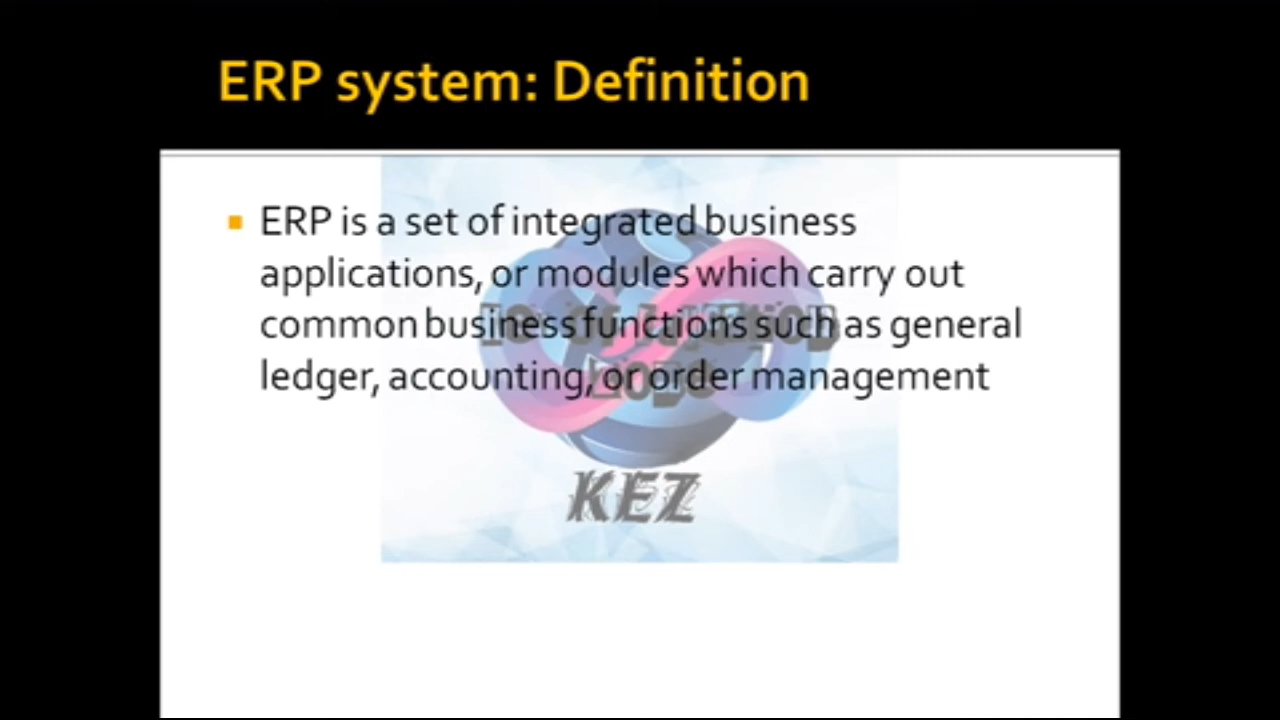 ERP system: Definition
ERP is a set of integrated business
applications, or modules which carry out
common business functions such as general
ledger, accounting, or order management
KEZ